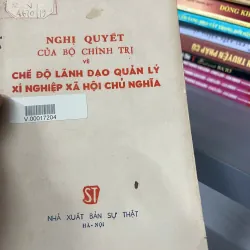 NGHỊ QUYẾT
CỦA BỘ CHÍNH TRỊ
về
CHẾ ĐỘ LÃNH ĐẠO QUẢN LÝ
XÍ NGHIỆP XÃ HỘI CHỦ NGHĨA
V.00017204
ST
NHÀ XUẤT BẢN SỰ THẬT
HÀ-NỘI